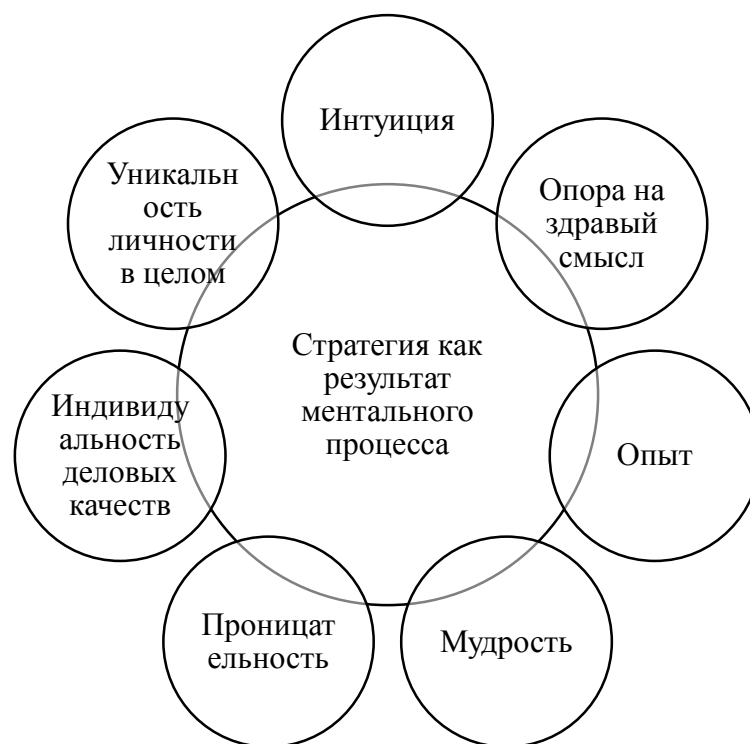 Интуиция
Опора на
здравый
смысл
Опыт
Мудрость
Проницат
ельность
Индивиду
альность
деловых
качеств
Уникальн
ость
личности
в целом
Стратегия как
результат
ментального
процесса